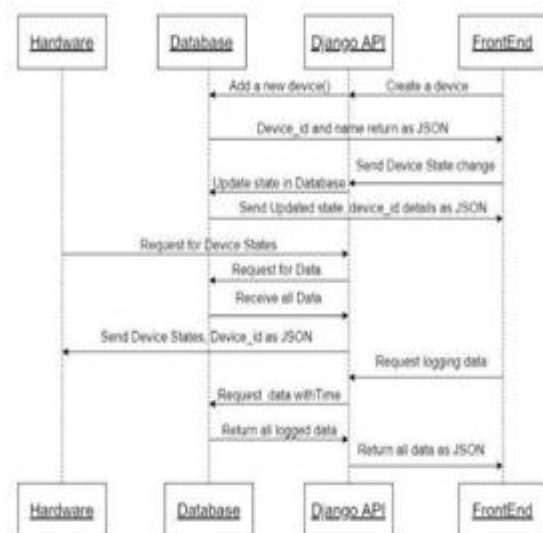 Hardware Database Django API FrontEnd
Add a new device() Create a device
Device_id and name return as JSON
Send Device State change
Update state in Database
Send Updated state, device_id details as JSON
Request for Device States
Request for Data
Receive all Data
Send Device States, Device_id as JSON
Request logging data
Request data withTime
Return all logged data
Return all data as JSON
Hardware Database Django API FrontEnd